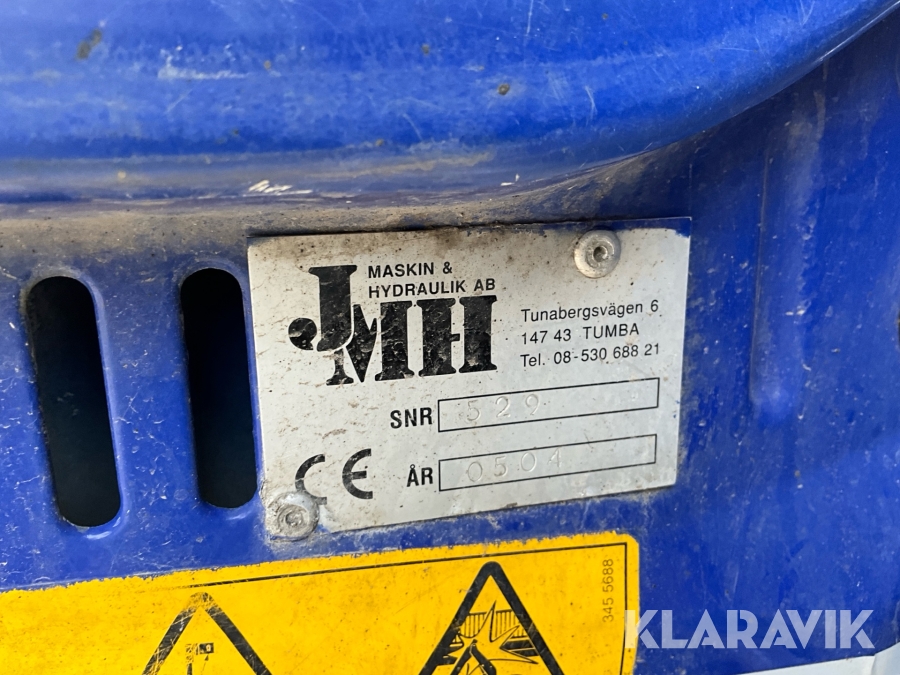 MASKIN &
HYDRAULIK AB
JMH
Tunabergsvägen 6
147 43 TUMBA
Tel. 08-530 688 21
SNR 529
CE
ÅR 0504
345 5688
KLARAVIK